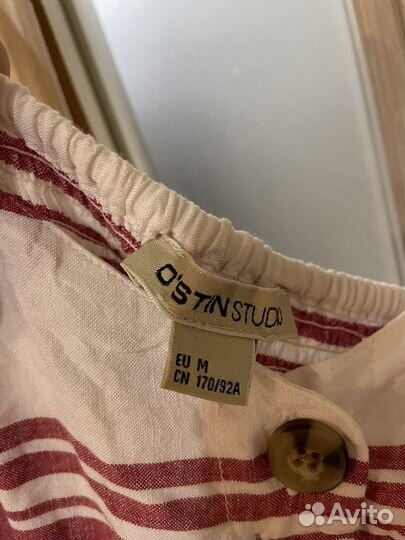 O'STIN STUDIO
EU M
CN 170/92A
Avito